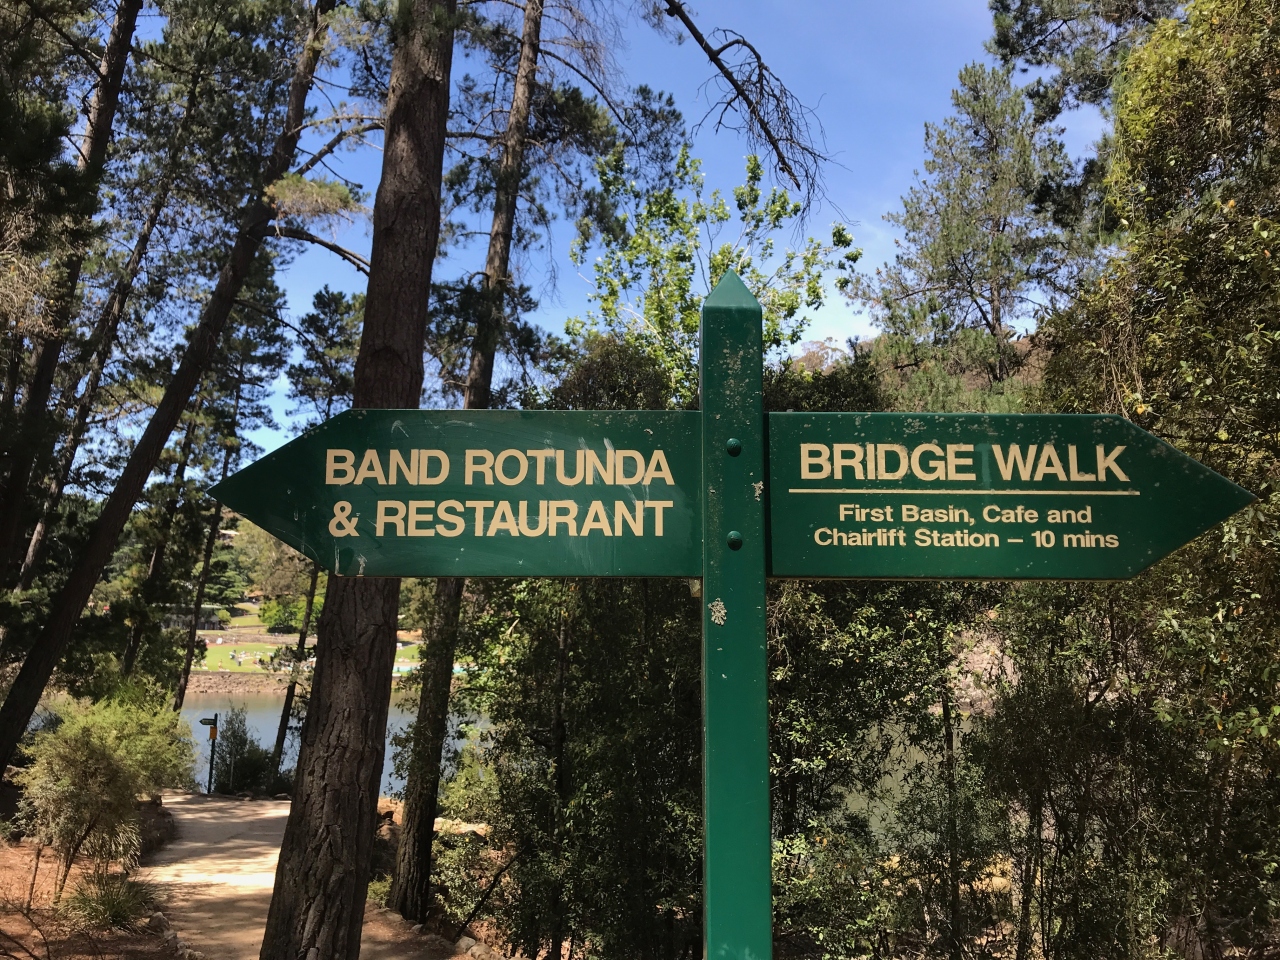 BAND ROTUNDA
& RESTAURANT
BRIDGE WALK
First Basin, Cafe and
Chairlift Station – 10 mins